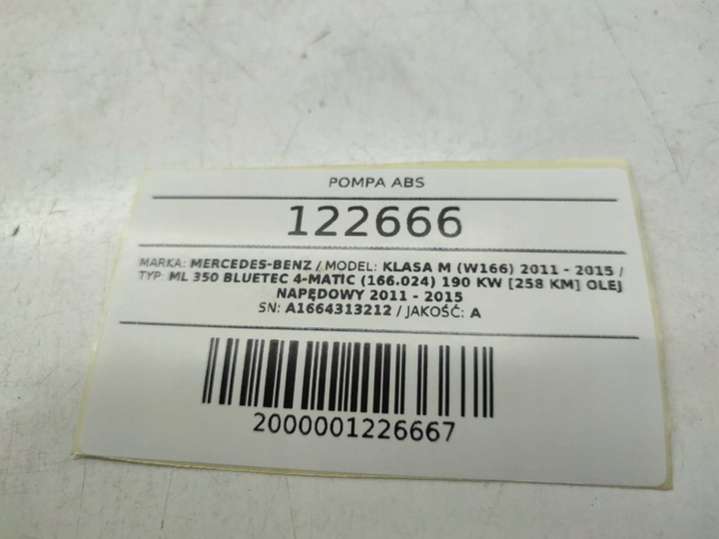 POMPA ABS
122666
MARKA: MERCEDES-BENZ / MODEL: KLASA M (W166) 2011 - 2015 /
TYP: ML 350 BLUETEC 4-MATIC (166.024) 190 KW [258 KM] OLEJ
NAPĘDOWY 2011 - 2015
SN: A1664313212 / JAKOŚĆ: A
2000001226667